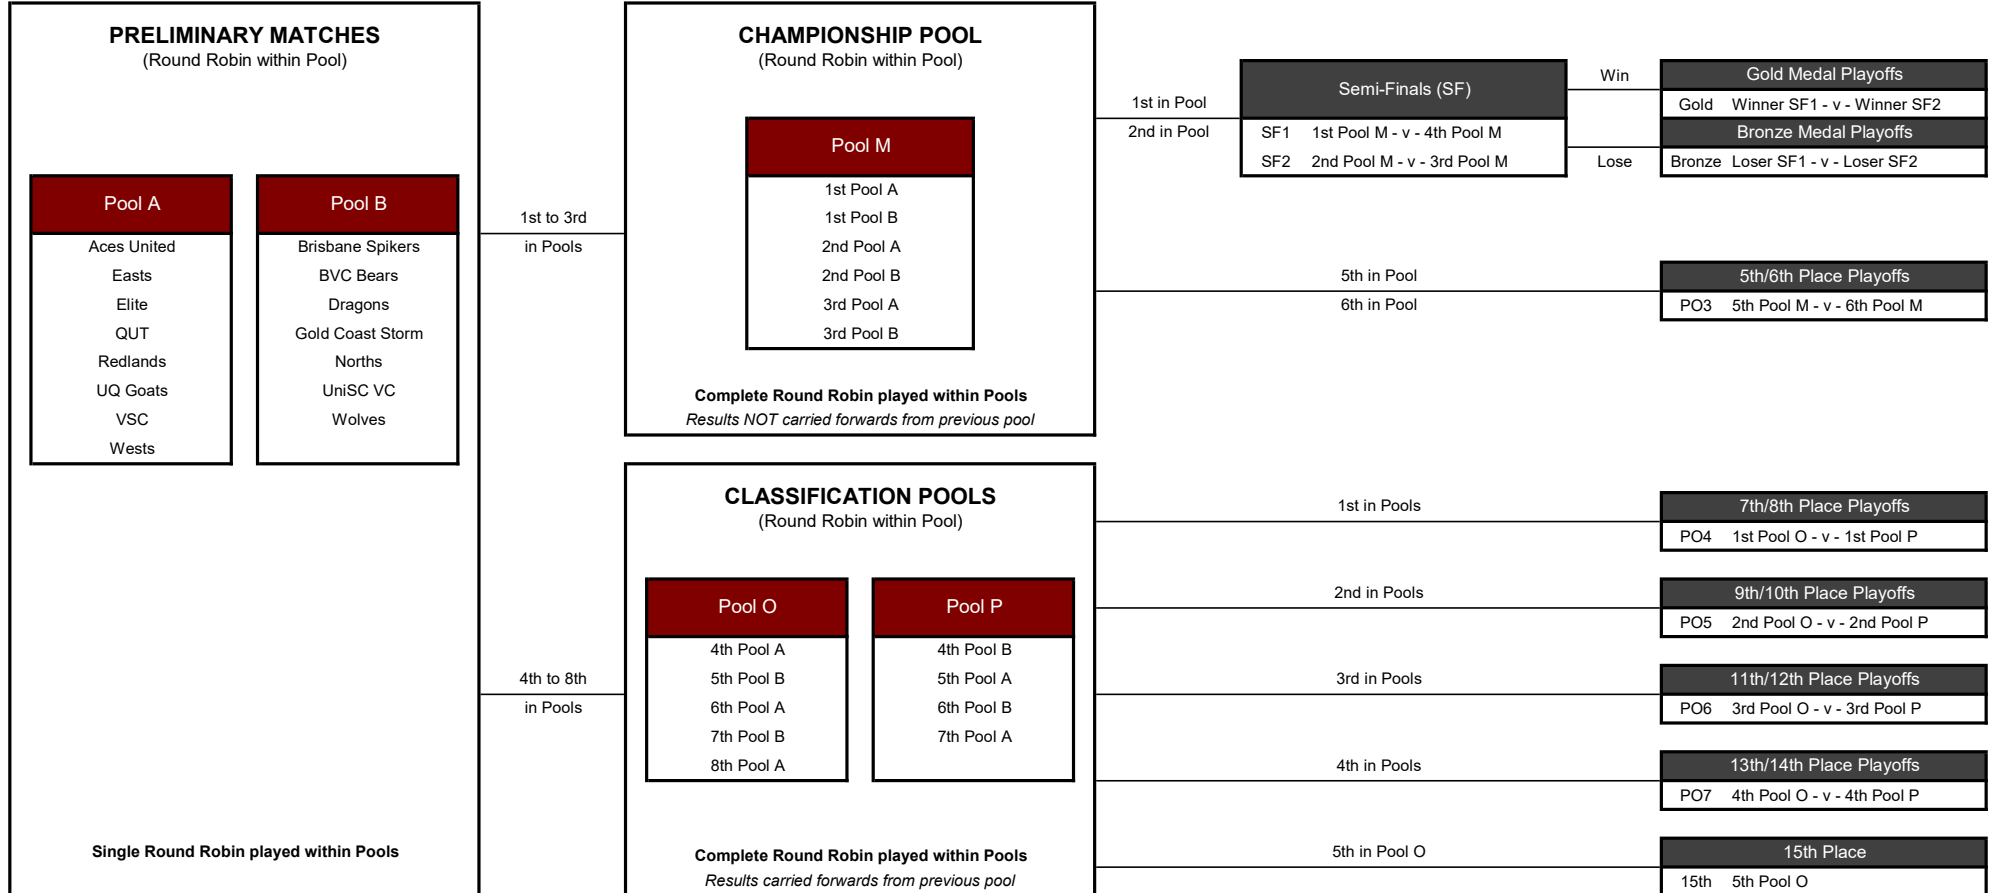 PRELIMINARY MATCHES
(Round Robin within Pool)
Pool A
Aces United
Easts
Elite
QUT
Redlands
UQ Goats
VSC
Wests
Pool B
Brisbane Spikers
BVC Bears
Dragons
Gold Coast Storm
Norths
UniSC VC
Wolves
Single Round Robin played within Pools
1st to 3rd
in Pools
4th to 8th
in Pools
CHAMPIONSHIP POOL
(Round Robin within Pool)
Pool M
1st Pool A
1st Pool B
2nd Pool A
2nd Pool B
3rd Pool A
3rd Pool B
Complete Round Robin played within Pools
Results NOT carried forwards from previous pool
CLASSIFICATION POOLS
(Round Robin within Pool)
Pool O
4th Pool A
5th Pool B
6th Pool A
7th Pool B
8th Pool A
Pool P
4th Pool B
5th Pool A
6th Pool B
7th Pool A
Complete Round Robin played within Pools
Results carried forwards from previous pool
1st in Pool
2nd in Pool
Semi-Finals (SF)
SF1 1st Pool M - v - 4th Pool M
SF2 2nd Pool M - v - 3rd Pool M
Win
Lose
Gold Medal Playoffs
Gold Winner SF1 - v - Winner SF2
Bronze Medal Playoffs
Bronze Loser SF1 - v - Loser SF2
5th in Pool
6th in Pool
5th/6th Place Playoffs
PO3 5th Pool M - v - 6th Pool M
1st in Pools
7th/8th Place Playoffs
PO4 1st Pool O - v - 1st Pool P
2nd in Pools
9th/10th Place Playoffs
PO5 2nd Pool O - v - 2nd Pool P
3rd in Pools
11th/12th Place Playoffs
PO6 3rd Pool O - v - 3rd Pool P
4th in Pools
13th/14th Place Playoffs
PO7 4th Pool O - v - 4th Pool P
5th in Pool O
15th Place
15th 5th Pool O